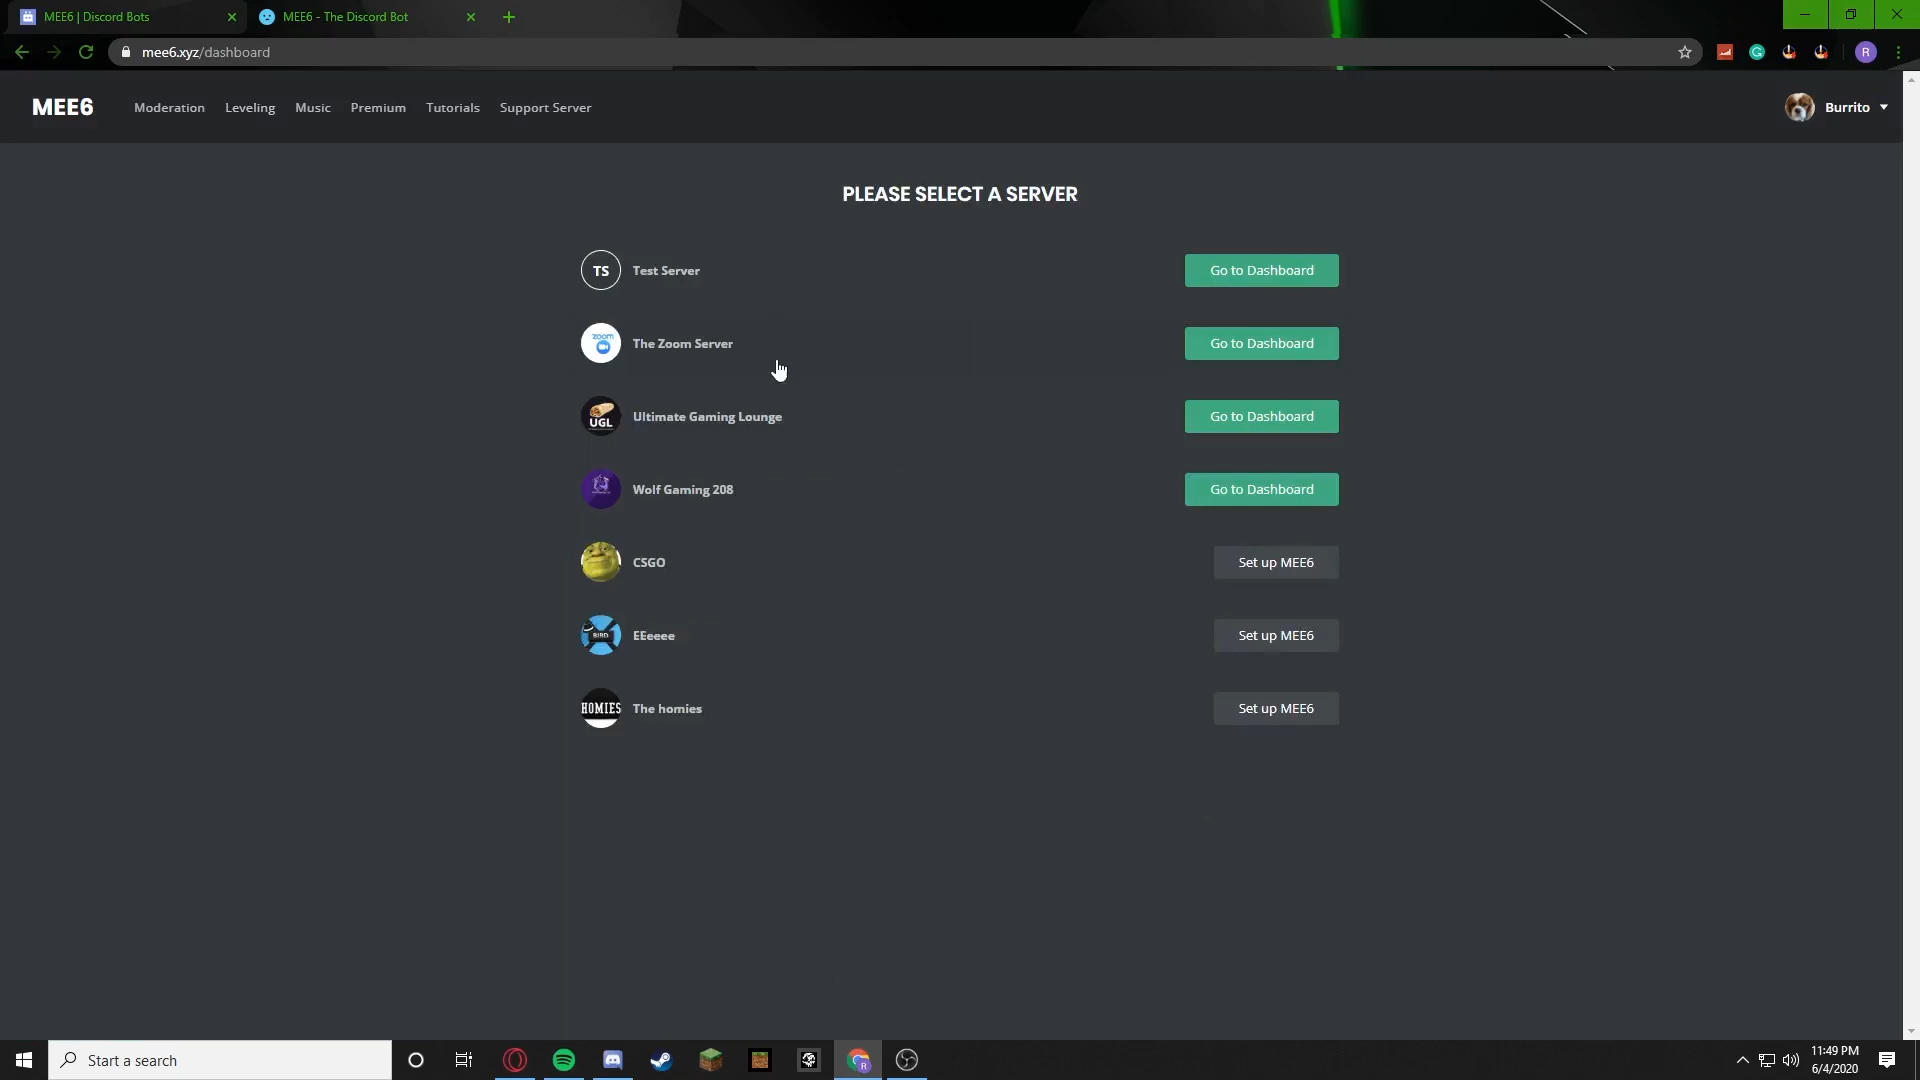 MEE6 | Discord Bots
MEE6 - The Discord Bot
mee6.xyz/dashboard
R
MEE6
Moderation
Leveling
Music
Premium
Tutorials
Support Server
Burrito
PLEASE SELECT A SERVER
TS
Test Server
Go to Dashboard
zoom
The Zoom Server
Go to Dashboard
UGL
Ultimate Gaming Lounge
Go to Dashboard
Wolf Gaming 208
Go to Dashboard
CSGO
Set up MEE6
BIRD
EEeeee
Set up MEE6
HOMIES
The homies
Set up MEE6
Start a search
R
11:49 PM
6/4/2020